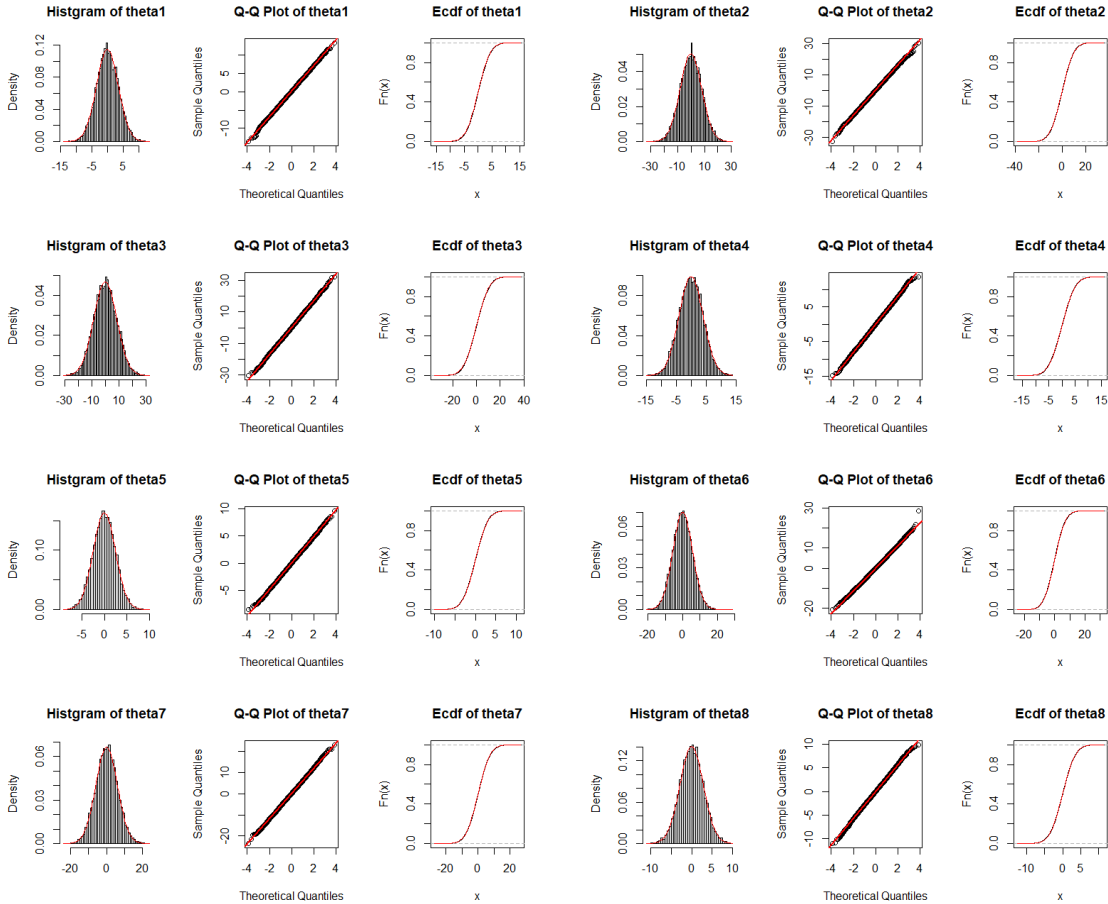 Histgram of theta1
Density
0.00 0.04 0.08 0.12
-15 -5 5
Q-Q Plot of theta1
Sample Quantiles
-10 0 5
-4 -2 0 2 4
Theoretical Quantiles
Ecdf of theta1
Fn(x)
0.0 0.4 0.8
-15 -5 5 15
x
Histgram of theta2
Density
0.00 0.02 0.04
-30 -10 10 30
Q-Q Plot of theta2
Sample Quantiles
-30 -10 10 30
-4 -2 0 2 4
Theoretical Quantiles
Ecdf of theta2
Fn(x)
0.0 0.4 0.8
-40 0 20
x
Histgram of theta3
Density
0.00 0.02 0.04
-30 -10 10 30
Q-Q Plot of theta3
Sample Quantiles
-30 -10 10 30
-4 -2 0 2 4
Theoretical Quantiles
Ecdf of theta3
Fn(x)
0.0 0.4 0.8
-20 0 20 40
x
Histgram of theta4
Density
0.00 0.04 0.08
-15 -5 5 15
Q-Q Plot of theta4
Sample Quantiles
-15 -5 0 5
-4 -2 0 2 4
Theoretical Quantiles
Ecdf of theta4
Fn(x)
0.0 0.4 0.8
-15 -5 5 15
x
Histgram of theta5
Density
0.00 0.10
-5 0 5 10
Q-Q Plot of theta5
Sample Quantiles
-5 0 5 10
-4 -2 0 2 4
Theoretical Quantiles
Ecdf of theta5
Fn(x)
0.0 0.4 0.8
-10 0 5 10
x
Histgram of theta6
Density
0.00 0.03 0.06
-20 0 10
Q-Q Plot of theta6
Sample Quantiles
-20 0 10 30
-4 -2 0 2 4
Theoretical Quantiles
Ecdf of theta6
Fn(x)
0.0 0.4 0.8
-20 0 10
x
Histgram of theta7
Density
0.00 0.03 0.06
-20 0 10 20
Q-Q Plot of theta7
Sample Quantiles
-20 0 10
-4 -2 0 2 4
Theoretical Quantiles
Ecdf of theta7
Fn(x)
0.0 0.4 0.8
-20 0 10 20
x
Histgram of theta8
Density
0.00 0.06 0.12
-10 -5 0 5 10
Q-Q Plot of theta8
Sample Quantiles
-10 -5 0 5 10
-4 -2 0 2 4
Theoretical Quantiles
Ecdf of theta8
Fn(x)
0.0 0.4 0.8
-10 0 5
x